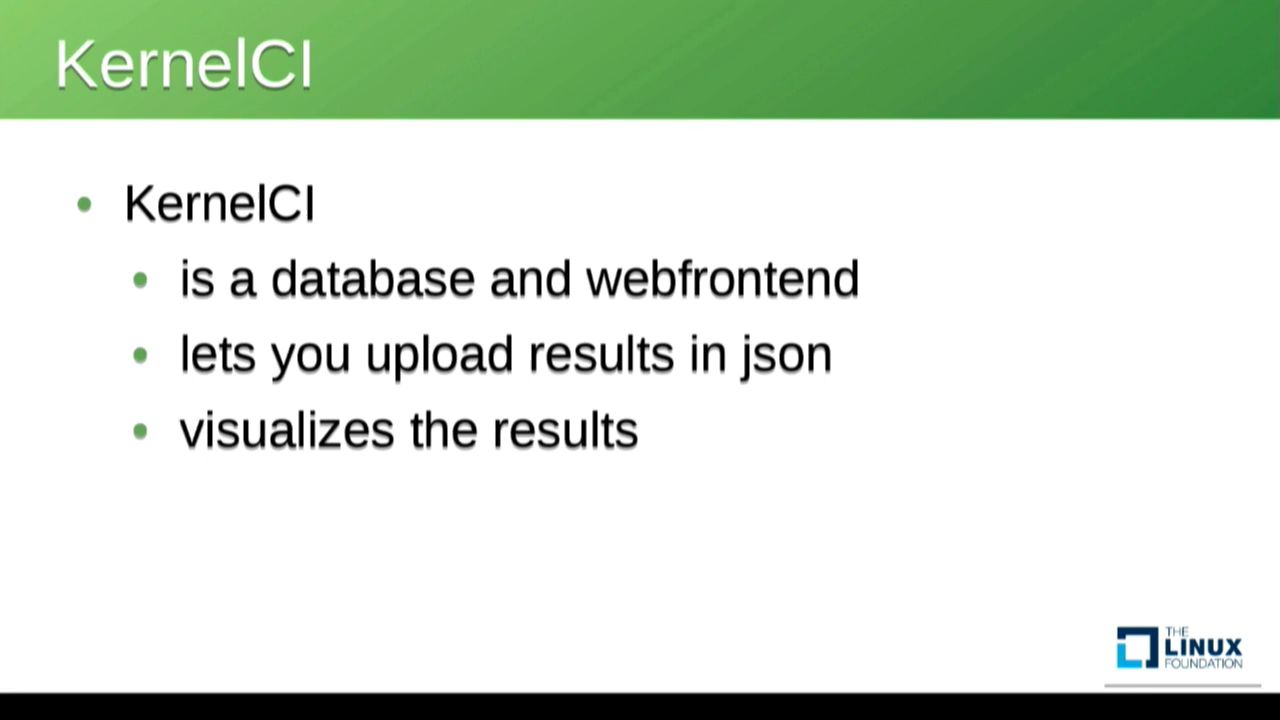 KernelCI
• KernelCI
• is a database and webfrontend
• lets you upload results in json
• visualizes the results
THE
LINUX
FOUNDATION